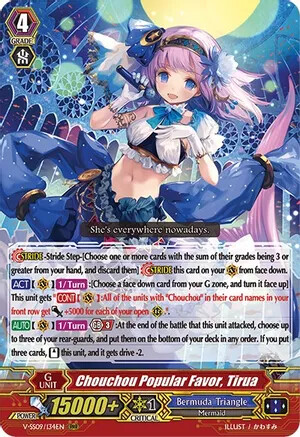 4
GRADE
She's everywhere nowadays.
STRIDE -Stride Step-[Choose one or more cards with the sum of their grades being 3 or
greater from your hand, and discard them] STRIDE this card on your from face down.
ACT 1/Turn :[Choose a face down card from your G zone, and turn it face up]
This unit gets "CONT :All of the units with "Chouchou" in their card names in your
front row get +5000 for each of your open ."
AUTO 1/Turn 3 :At the end of the battle that this unit attacked, choose up
to three of your rear-guards, and put them on the bottom of your deck in any order. If you put
three cards, this unit, and it gets drive -2.
G
UNIT
Chouchou Popular Favor, Tirua
POWER
15000+
1
CRITICAL
Bermuda Triangle
Mermaid
V-SS09/134EN RRR
ILLUST / かわすみ